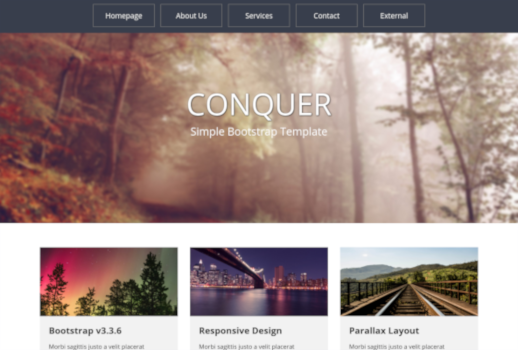 Homepage
About Us
Services
Contact
External
CONQUER
Simple Bootstrap Template
Bootstrap v3.3.6
Responsive Design
Parallax Layout
Morbi sagittis justo a velit placerat
Morbi sagittis justo a velit placerat
Morbi sagittis justo a velit placerat